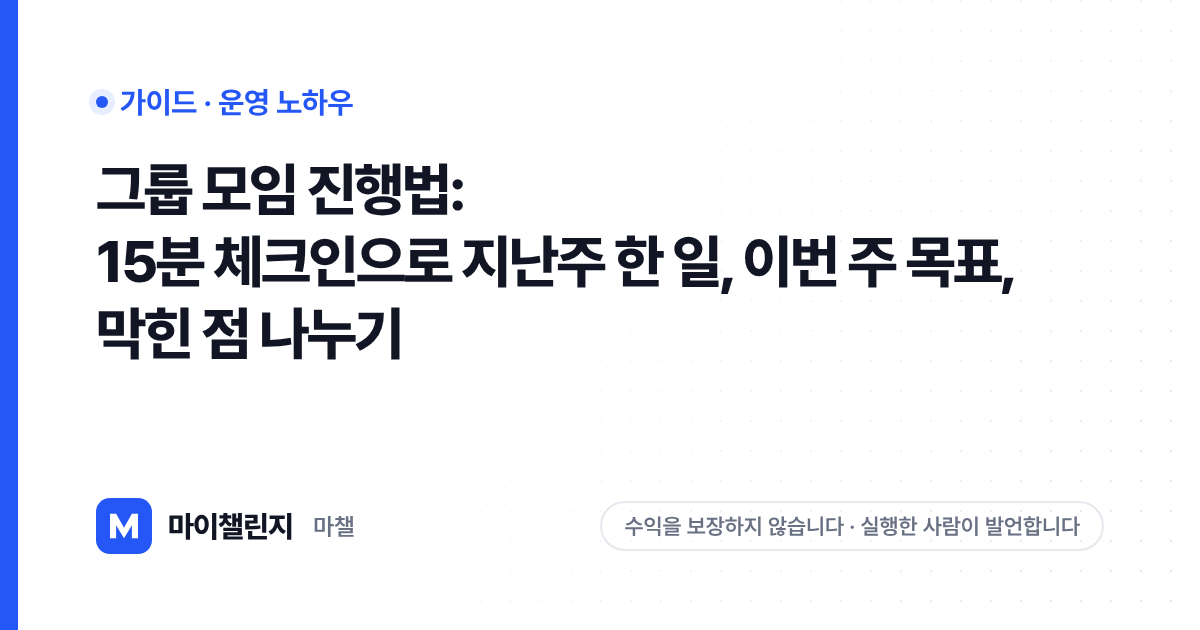 가이드 · 운영 노하우
그룹 모임 진행법:
15분 체크인으로 지난주 한 일, 이번 주 목표,
막힌 점 나누기
M 마이챌린지 마챌
수익을 보장하지 않습니다 · 실행한 사람이 발언합니다